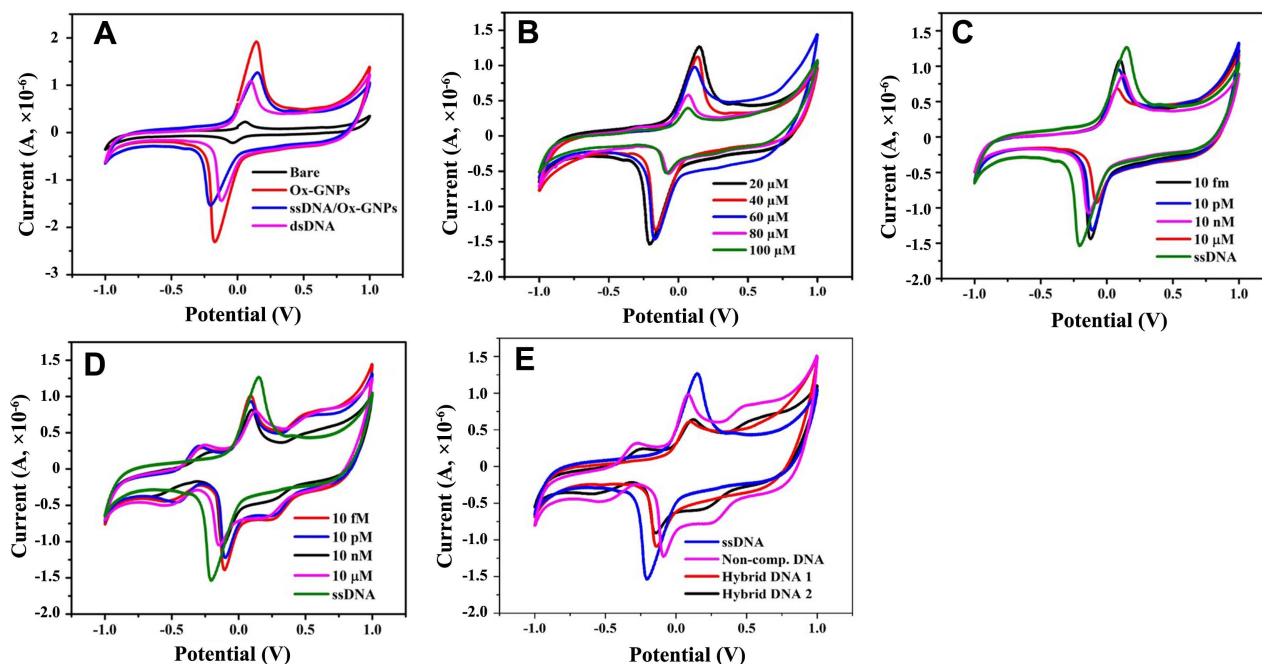 A
Current (A, ×10⁻⁶)
2
1
0
-1
-2
-3
Bare
Ox-GNPs
ssDNA/Ox-GNPs
dsDNA
-1.0
-0.5
0.0
0.5
1.0
Potential (V)
B
Current (A, ×10⁻⁶)
1.5
1.0
0.5
0
-0.5
-1.0
-1.5
-2.0
20 µM
40 µM
60 µM
80 µM
100 µM
-1.0
-0.5
0.0
0.5
1.0
Potential (V)
C
Current (A, ×10⁻⁶)
1.5
1.0
0.5
0
-0.5
-1.0
-1.5
-2.0
10 fm
10 pM
10 nM
10 µM
ssDNA
-1.0
-0.5
0.0
0.5
1.0
Potential (V)
D
Current (A, ×10⁻⁶)
1.5
1.0
0.5
0
-0.5
-1.0
-1.5
-2.0
10 fM
10 pM
10 nM
10 µM
ssDNA
-1.0
-0.5
0.0
0.5
1.0
Potential (V)
E
Current (A, ×10⁻⁶)
1.5
1.0
0.5
0
-0.5
-1.0
-1.5
-2.0
ssDNA
Non-comp. DNA
Hybrid DNA 1
Hybrid DNA 2
-1.0
-0.5
0.0
0.5
1.0
Potential (V)